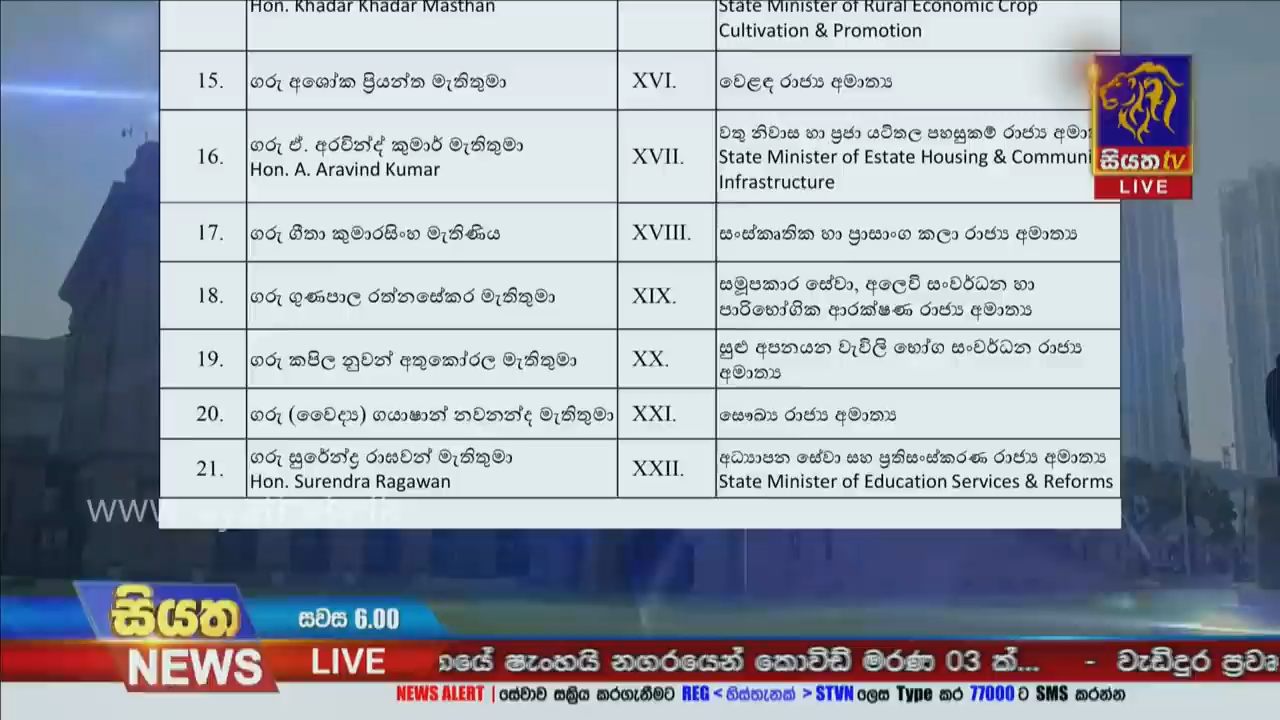 Hon. Khadar Khadar Masthan
State Minister of Rural Economic Crop
Cultivation & Promotion
15. ගරු අශෝක ප්‍රියන්ත මැතිතුමා XVI. වෙළඳ රාජ්‍ය අමාත්‍ය
16. ගරු ඒ. අරවින්ද් කුමාර් මැතිතුමා
Hon. A. Aravind Kumar
XVII. වතු නිවාස හා ප්‍රජා යටිතල පහසුකම් රාජ්‍ය
State Minister of Estate Housing &
Infrastructure
17. ගරු ගීතා කුමාරසිංහ මැතිණිය XVIII. සංස්කෘතික හා ප්‍රාසාංග කලා රාජ්‍ය අමාත්‍ය
18. ගරු ගුණපාල රත්නසේකර මැතිතුමා XIX. සමූපකාර සේවා, අලෙවි සංවර්ධන හා
පාරිභෝගික ආරක්ෂණ රාජ්‍ය අමාත්‍ය
19. ගරු කපිල නුවන් අතුකෝරල මැතිතුමා XX. සුළු අපනයන වැවිලි භෝග සංවර්ධන රාජ්‍ය
අමාත්‍ය
20. ගරු (වෛද්‍ය) ගයාෂාන් නවනන්ද මැතිතුමා XXI. සෞඛ්‍ය රාජ්‍ය අමාත්‍ය
21. ගරු සුරේන්ද්‍ර රාඝවන් මැතිතුමා
Hon. Surendra Ragawan
XXII. අධ්‍යාපන සේවා සහ ප්‍රතිසංස්කරණ රාජ්‍ය අමාත්‍ය
State Minister of Education Services & Reforms
සියත tv
LIVE
සියත
NEWS
සවස 6.00
LIVE ෂැංහයි නගරයෙන් කොවිඩ් මරණ 03 ක්... - වැඩිදුර
NEWS ALERT | සේවාව සක්‍රීය කරගැනීමට REG < හිස්තැනක් > STVN ලෙස Type කර 77000 ට SMS කරන්න